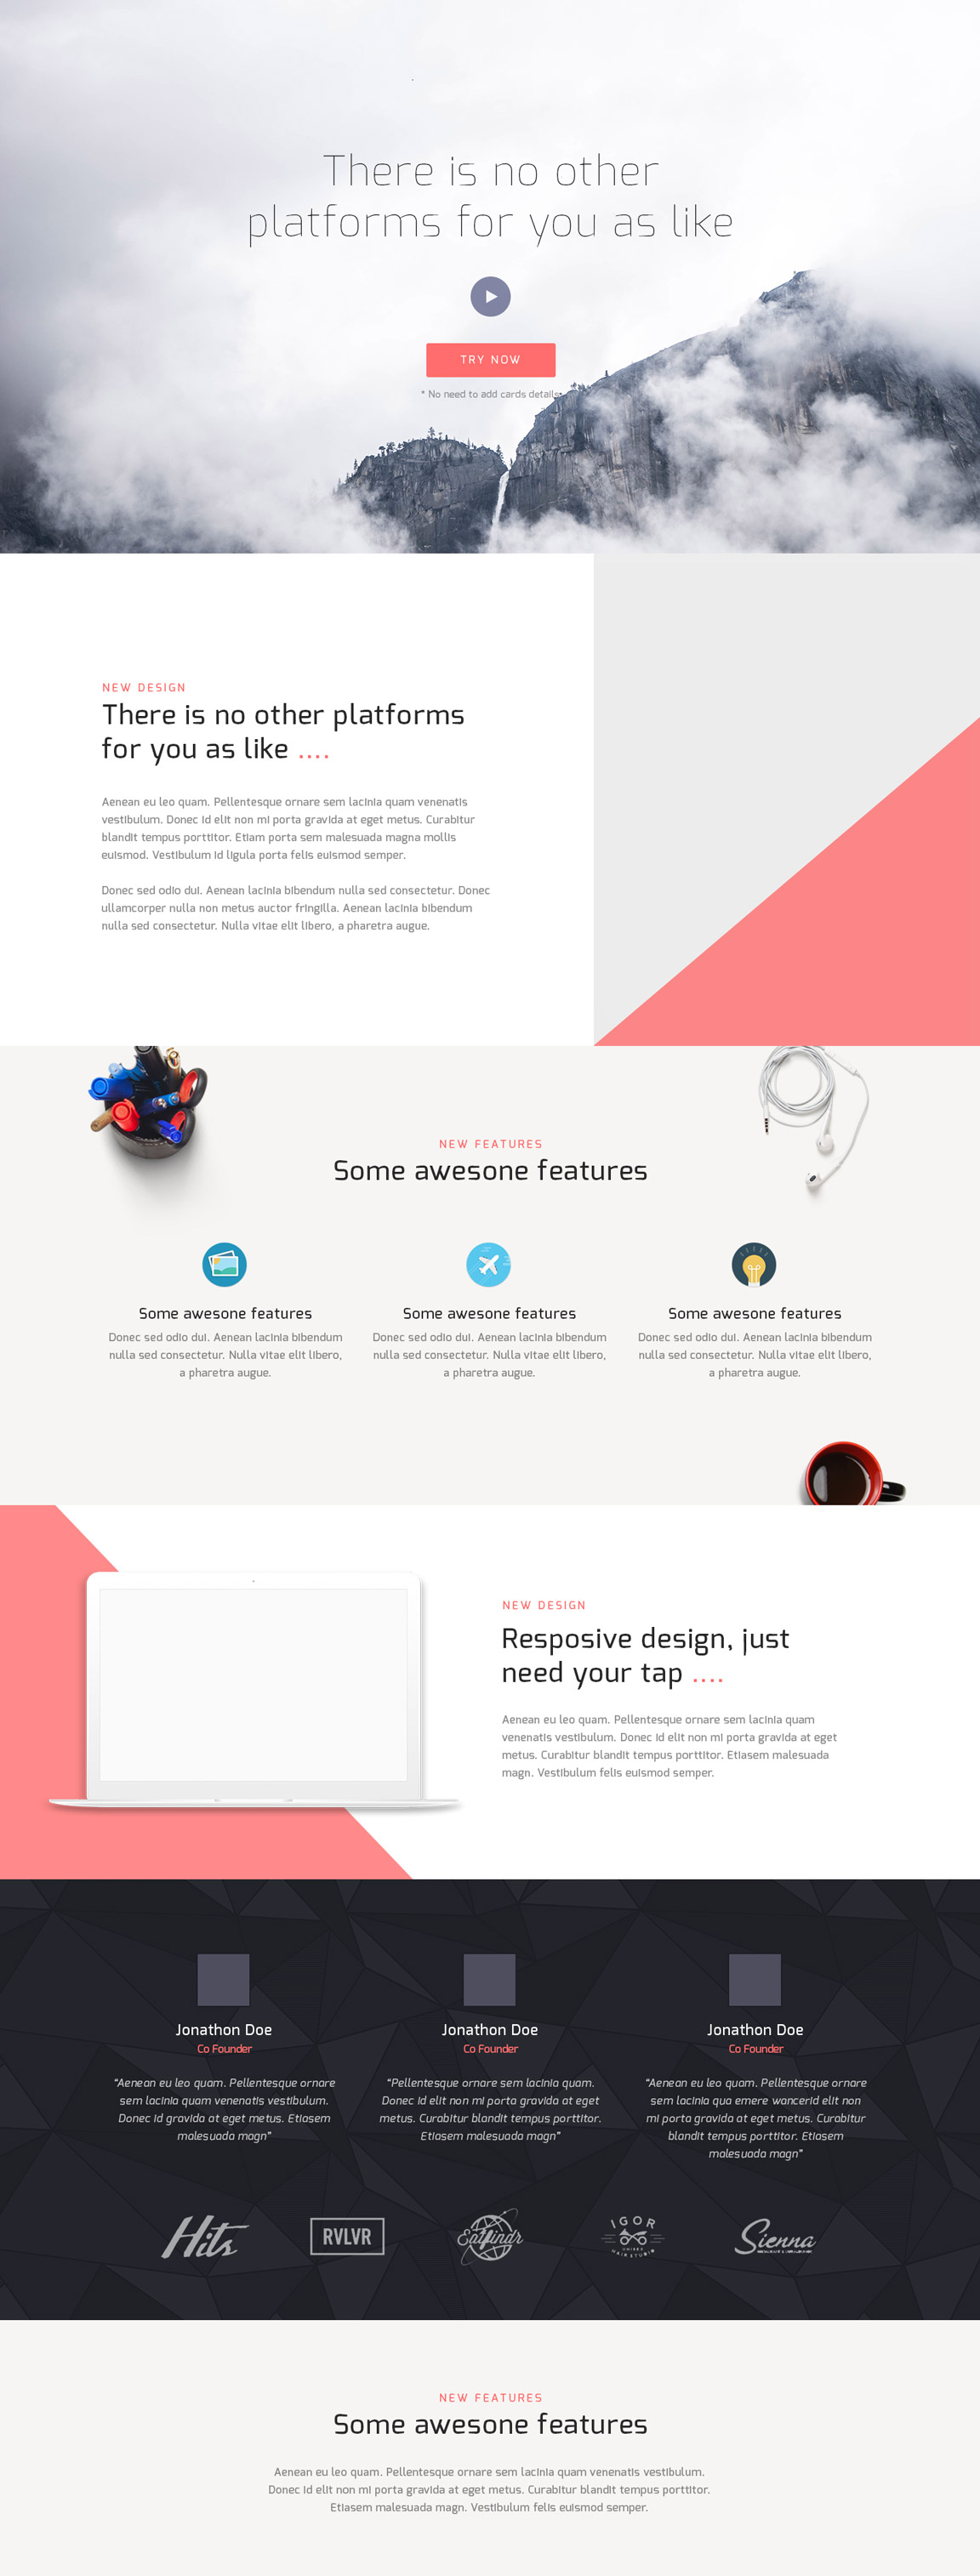 There is no other
platforms for you as like
TRY NOW
* No need to add cards details
NEW DESIGN
There is no other platforms
for you as like ....
Aenean eu leo quam. Pellentesque ornare sem lacinia quam venenatis
vestibulum. Donec id elit non mi porta gravida at eget metus. Curabitur
blandit tempus porttitor. Etiam porta sem malesuada magna mollis
euismod. Vestibulum id ligula porta felis euismod semper.
Donec sed odio dui. Aenean lacinia bibendum nulla sed consectetur. Donec
ullamcorper nulla non metus auctor fringilla. Aenean lacinia bibendum
nulla sed consectetur. Nulla vitae elit libero, a pharetra augue.
NEW FEATURES
Some awesone features
Some awesone features
Donec sed odio dui. Aenean lacinia bibendum
nulla sed consectetur. Nulla vitae elit libero,
a pharetra augue.
Some awesone features
Donec sed odio dui. Aenean lacinia bibendum
nulla sed consectetur. Nulla vitae elit libero,
a pharetra augue.
Some awesone features
Donec sed odio dui. Aenean lacinia bibendum
nulla sed consectetur. Nulla vitae elit libero,
a pharetra augue.
NEW DESIGN
Resposive design, just
need your tap ....
Aenean eu leo quam. Pellentesque ornare sem lacinia quam
venenatis vestibulum. Donec id elit non mi porta gravida at eget
metus. Curabitur blandit tempus porttitor. Etiasem malesuada
magn. Vestibulum felis euismod semper.
Jonathon Doe
Co Founder
“Aenean eu leo quam. Pellentesque ornare
sem lacinia quam venenatis vestibulum.
Donec id gravida at eget metus. Etiasem
malesuada magn”
Jonathon Doe
Co Founder
“Pellentesque ornare sem lacinia quam.
Donec id elit non mi porta gravida at eget
metus. Curabitur blandit tempus porttitor.
Etiasem malesuada magn”
Jonathon Doe
Co Founder
“Aenean eu leo quam. Pellentesque ornare
sem lacinia qua emere wancerid elit non
mi porta gravida at eget metus. Curabitur
blandit tempus porttitor. Etiasem
malesuada magn”
Hits
RVLVR
Eatfindr
IGOR
UNISEX
HAIR STUDIO
Sienna
NEW FEATURES
Some awesone features
Aenean eu leo quam. Pellentesque ornare sem lacinia quam venenatis vestibulum.
Donec id elit non mi porta gravida at eget metus. Curabitur blandit tempus porttitor.
Etiasem malesuada magn. Vestibulum felis euismod semper.